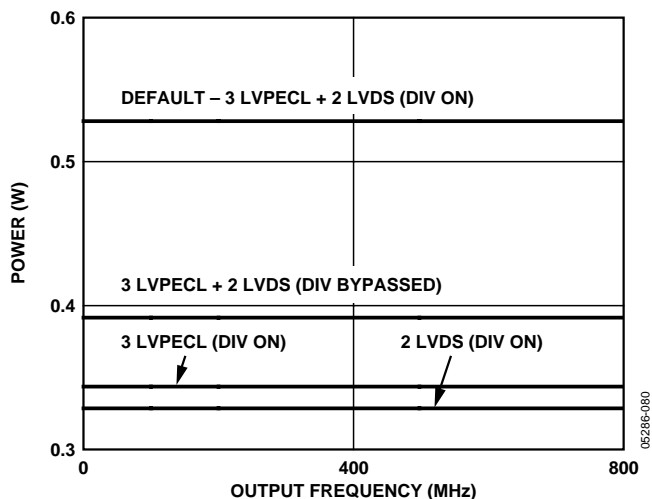 0.6
DEFAULT – 3 LVPECL + 2 LVDS (DIV ON)
0.5
POWER (W)
3 LVPECL + 2 LVDS (DIV BYPASSED)
0.4
3 LVPECL (DIV ON)
2 LVDS (DIV ON)
0.3
0
400
800
OUTPUT FREQUENCY (MHz)
05286-080